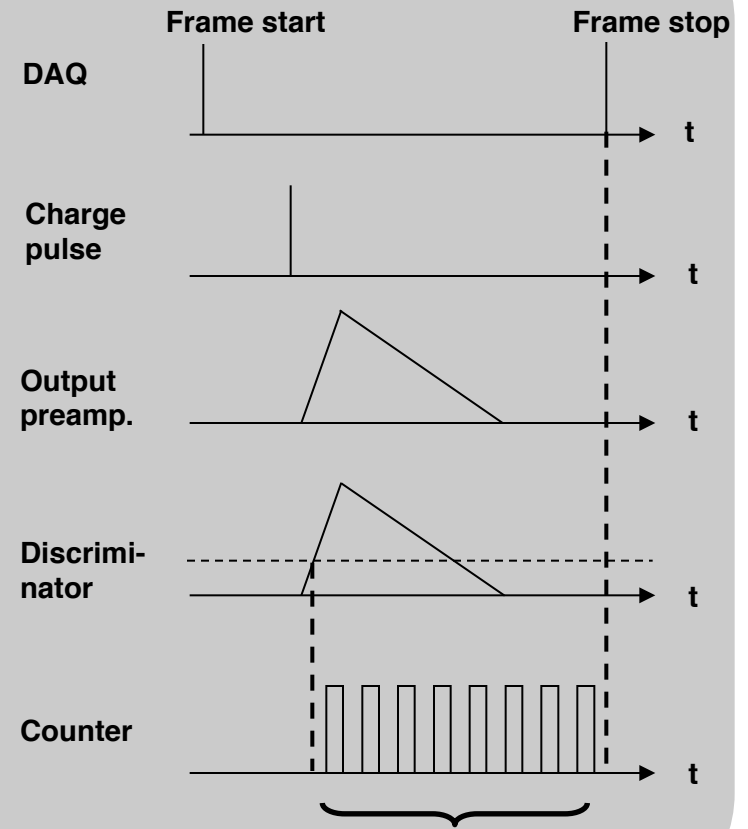 Frame start
Frame stop
DAQ
t
Charge
pulse
t
Output
preamp.
t
Discrimi-
nator
t
Counter
t